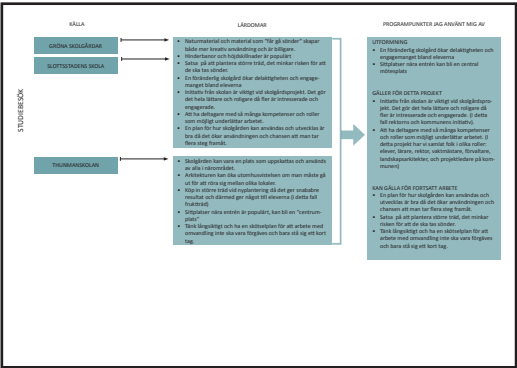 KÄLLA
LÄRDOMAR
PROGRAMPUNKTER JAG ANVÄNT MIG AV
STUDIEBESÖK
GRÖNA SKOLGÅRDAR
SLOTTSSTADENS SKOLA
• Naturmaterial och material som "får gå sönder" skapar
både mer kreativ användning och är billigare.
• Hinderbanor och höjdskillnader är populärt.
• Satsa på att plantera större träd, det minkar risken för att
de ska tas sönder.
• En föränderlig skolgård ökar delaktigheten och engage-
manget bland eleverna
• Initiativ från skolan är viktigt vid skolgårdsprojekt. Det gör
det hela lättare och roligare då fler är intresserade och
engagerade.
• Att ha deltagare med så många kompetenser och roller
som möjligt underlättar arbetet.
• En plan för hur skolgården kan användas och utvecklas är
bra då det ökar användningen och chansen att man tar
flera steg framåt.
THUNMANSKOLAN
• Skolgården kan vara en plats som uppskattas och används
av alla i närområdet.
• Arkitekturen kan öka utomhusvistelsen om man måste gå
ut för att röra sig mellan olika lokaler.
• Köp in större träd vid nyplantering då det ger snabbare
resultat och därmed ger något till eleverna (i detta fall
fruktträd)
• Sittplatser nära entrén är populärt, kan bli en "centrum-
plats"
• Tänk långsiktigt och ha en skötselplan för att arbete med
omvandling inte ska vara förgäves och bara stå sig ett kort
tag.
UTFORMINING
• En föränderlig skolgård ökar delaktigheten och
engagemanget bland eleverna
• Sittplatser nära entrén kan bli en central
mötesplats
GÄLLER FÖR DETTA PROJEKT
• Initiativ från skolan är viktigt vid skolgårdspro-
jekt. Det gör det hela lättare och roligare då
fler är intresserade och engagerade. (I detta
fall rektorns och kommunens initiativ).
• Att ha deltagare med så många kompetenser
och roller som möjligt underlättar arbetet. (I
detta projekt har vi samlat folk i olika roller:
elever, lärare, rektor, vaktmästare, förvaltare,
landskapsarkitekter, och projektledare på kom-
munen)
KAN GÄLLA FÖR FORTSATT ARBETE
• En plan för hur skolgården kan användas och
utvecklas är bra då det ökar användningen och
chansen att man tar flera steg framåt.
• Satsa på att plantera större träd, det minkar
risken för att de ska tas sönder.
• Tänk långsiktigt och ha en skötselplan för att
arbete med omvandling inte ska vara förgäves
och bara stå sig ett kort tag.